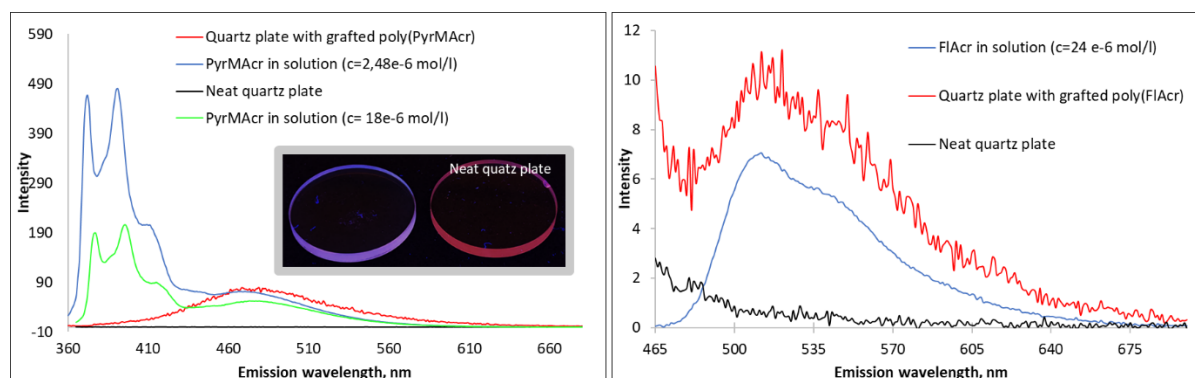 590
490
390
290
190
90
-10
Intensity
Quartz plate with grafted poly(PyrMAcr)
PyrMAcr in solution (c=2,48e-6 mol/l)
Neat quartz plate
PyrMAcr in solution (c= 18e-6 mol/l)
Neat quatz plate
360 410 460 510 560 610 660
Emission wavelength, nm
12
10
8
6
4
2
0
Intensity
FlAcr in solution (c=24 e-6 mol/l)
Quartz plate with grafted poly(FlAcr)
Neat quartz plate
465 500 535 570 605 640 675
Emission wavelength, nm